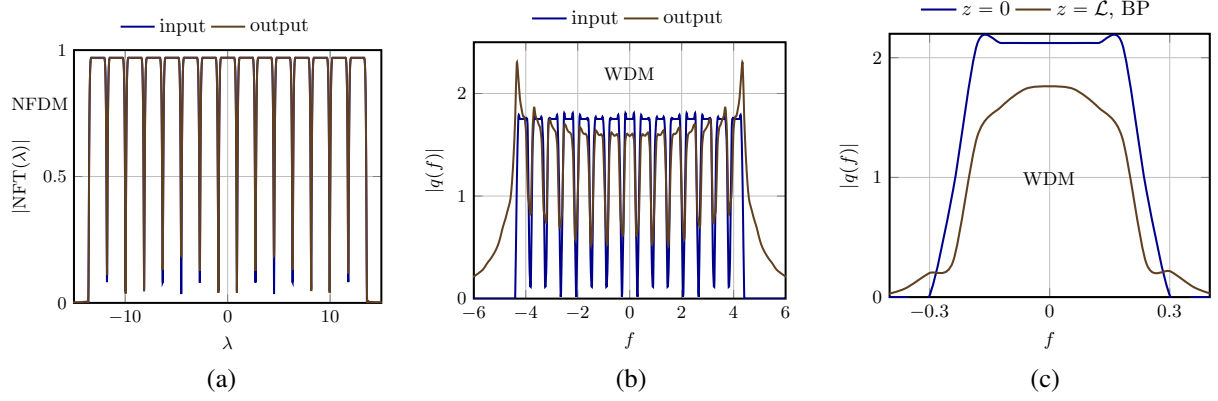 input output
NFDM
1
0.5
0
|NFT(λ)|
−10 0 10
λ
(a)
input output
WDM
2
1
0
|q(f)|
−6 −4 −2 0 2 4 6
f
(b)
z = 0 z = ℒ, BP
2
1
0
|q(f)|
WDM
−0.3 0 0.3
f
(c)